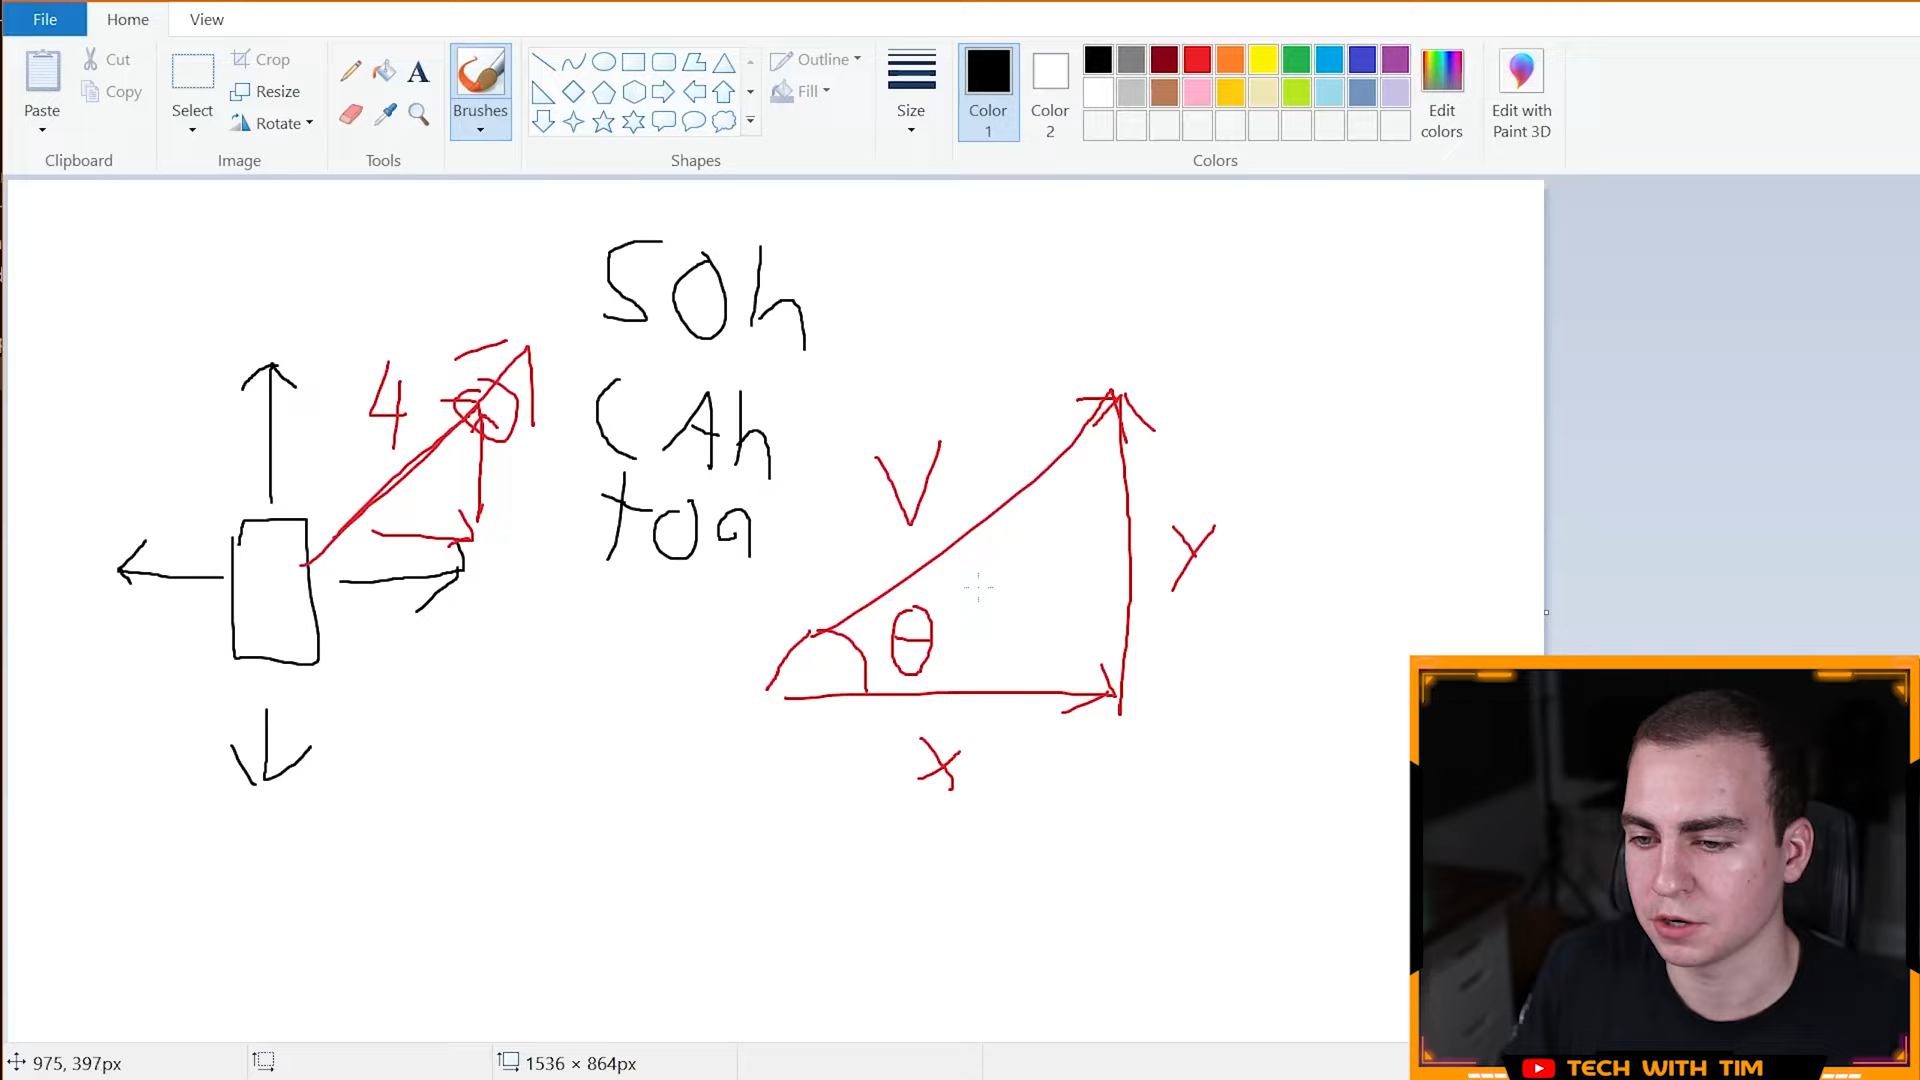 File Home View
Paste
Cut
Copy
Clipboard
Select
Crop
Resize
Rotate
Image
A
Tools
Brushes
Shapes
Outline
Fill
Size
Color 1
Color 2
Colors
Edit colors
Edit with Paint 3D
SOh
CAh
toa
4
V
θ
y
x
975, 397px
1536 × 864px
TECH WITH TIM